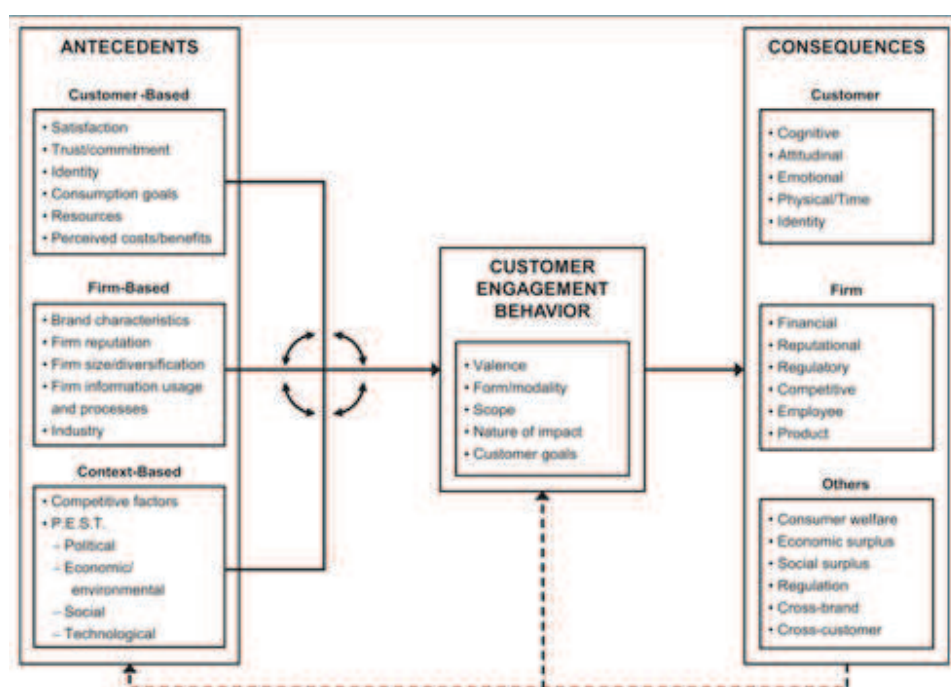 ANTECEDENTS
Customer-Based
• Satisfaction
• Trust/commitment
• Identity
• Consumption goals
• Resources
• Perceived costs/benefits
Firm-Based
• Brand characteristics
• Firm reputation
• Firm size/diversification
• Firm information usage
and processes
• Industry
Context-Based
• Competitive factors
• P.E.S.T.
– Political
– Economic/
environmental
– Social
– Technological
CUSTOMER
ENGAGEMENT
BEHAVIOR
• Valence
• Form/modality
• Scope
• Nature of impact
• Customer goals
CONSEQUENCES
Customer
• Cognitive
• Attitudinal
• Emotional
• Physical/Time
• Identity
Firm
• Financial
• Reputational
• Regulatory
• Competitive
• Employee
• Product
Others
• Consumer welfare
• Economic surplus
• Social surplus
• Regulation
• Cross-brand
• Cross-customer